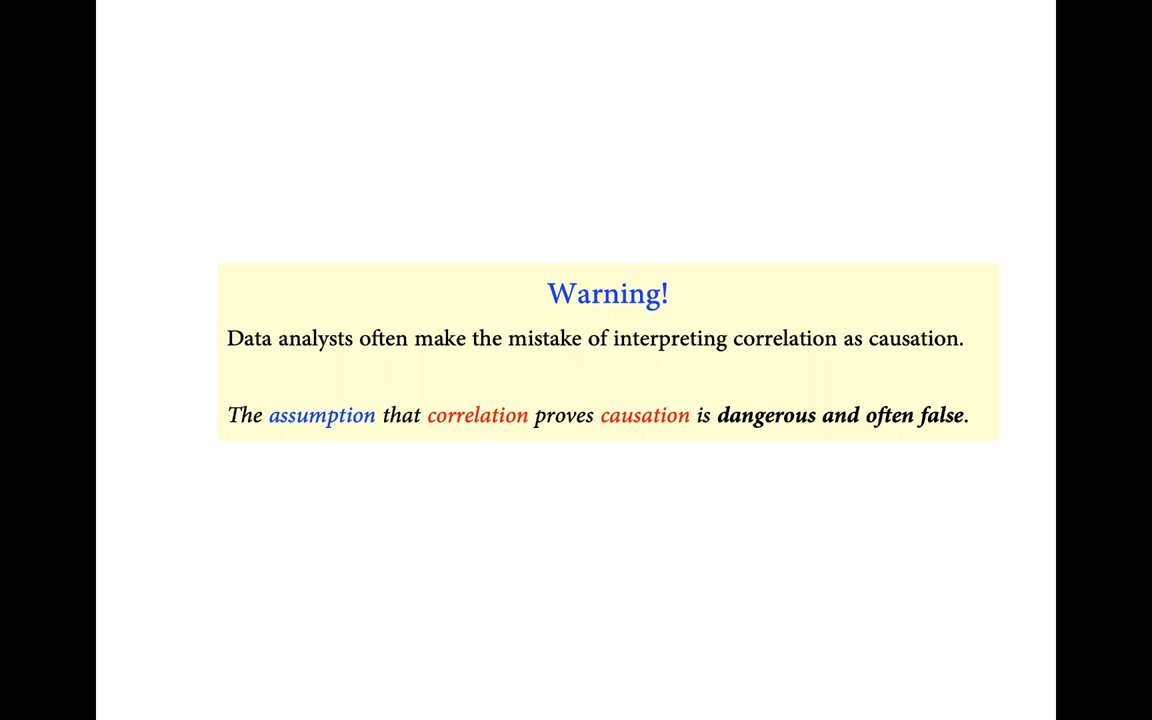 Warning!
Data analysts often make the mistake of interpreting correlation as causation.
The assumption that correlation proves causation is dangerous and often false.